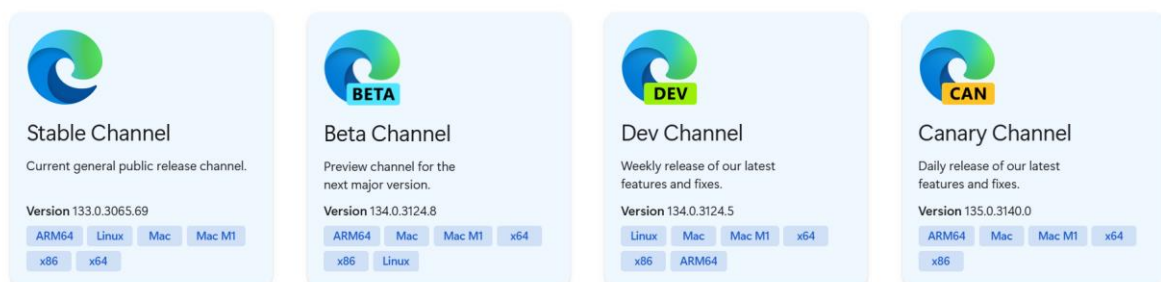 Stable Channel
Current general public release channel.
Version 133.0.3065.69
ARM64 Linux Mac Mac M1
x86 x64
BETA
Beta Channel
Preview channel for the
next major version.
Version 134.0.3124.8
ARM64 Mac Mac M1 x64
x86 Linux
DEV
Dev Channel
Weekly release of our latest
features and fixes.
Version 134.0.3124.5
Linux Mac Mac M1 x64
x86 ARM64
CAN
Canary Channel
Daily release of our latest
features and fixes.
Version 135.0.3140.0
ARM64 Mac Mac M1 x64
x86